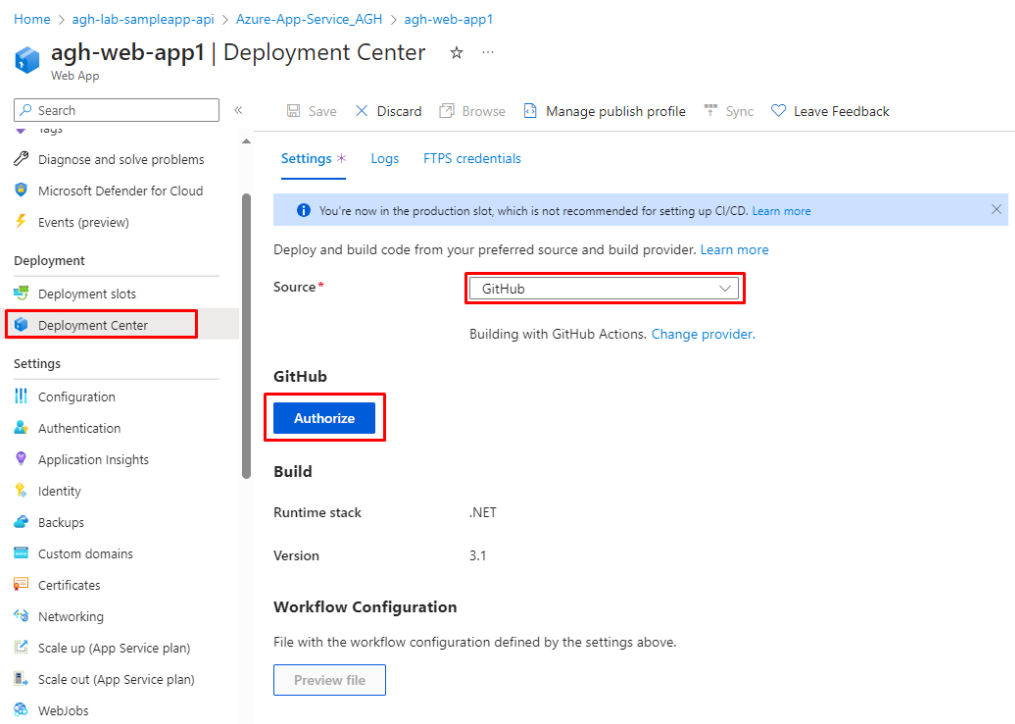 Home > agh-lab-sampleapp-api > Azure-App-Service_AGH > agh-web-app1
agh-web-app1 | Deployment Center
Web App
Search
Save
Discard
Browse
Manage publish profile
Sync
Leave Feedback
Tags
Diagnose and solve problems
Microsoft Defender for Cloud
Events (preview)
Deployment
Deployment slots
Deployment Center
Settings
Configuration
Authentication
Application Insights
Identity
Backups
Custom domains
Certificates
Networking
Scale up (App Service plan)
Scale out (App Service plan)
WebJobs
Settings *
Logs
FTPS credentials
You're now in the production slot, which is not recommended for setting up CI/CD. Learn more
Deploy and build code from your preferred source and build provider. Learn more
Source*
GitHub
Building with GitHub Actions. Change provider.
GitHub
Authorize
Build
Runtime stack
.NET
Version
3.1
Workflow Configuration
File with the workflow configuration defined by the settings above.
Preview file